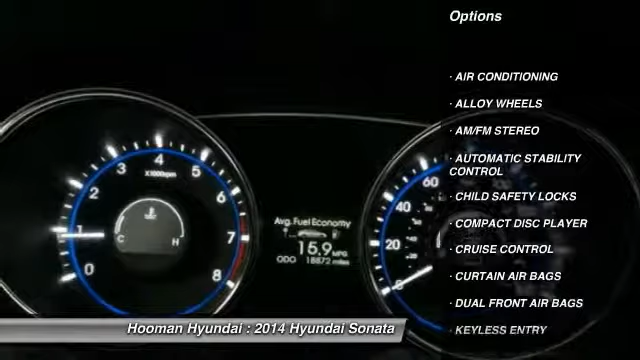 Options
· AIR CONDITIONING
· ALLOY WHEELS
· AM/FM STEREO
· AUTOMATIC STABILITY
CONTROL
· CHILD SAFETY LOCKS
· COMPACT DISC PLAYER
· CRUISE CONTROL
· CURTAIN AIR BAGS
· DUAL FRONT AIR BAGS
· KEYLESS ENTRY
0
1
2
3
4
5
6
7
8
X1000rpm
C
H
Avg. Fuel Economy
15.9 MPG
ODO 18872 miles
0
20
40
60
Hooman Hyundai : 2014 Hyundai Sonata